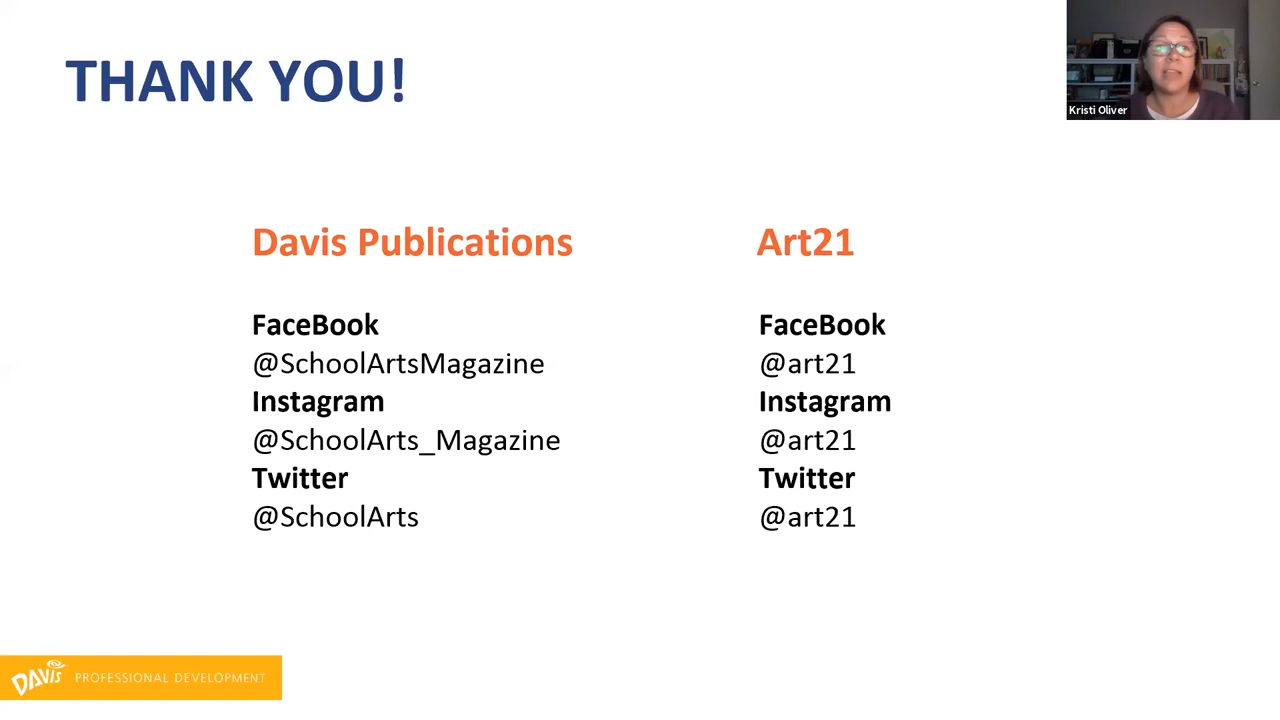 THANK YOU!
Kristi Oliver
Davis Publications
FaceBook
@SchoolArtsMagazine
Instagram
@SchoolArts_Magazine
Twitter
@SchoolArts
Art21
FaceBook
@art21
Instagram
@art21
Twitter
@art21
DAVIS PROFESSIONAL DEVELOPMENT